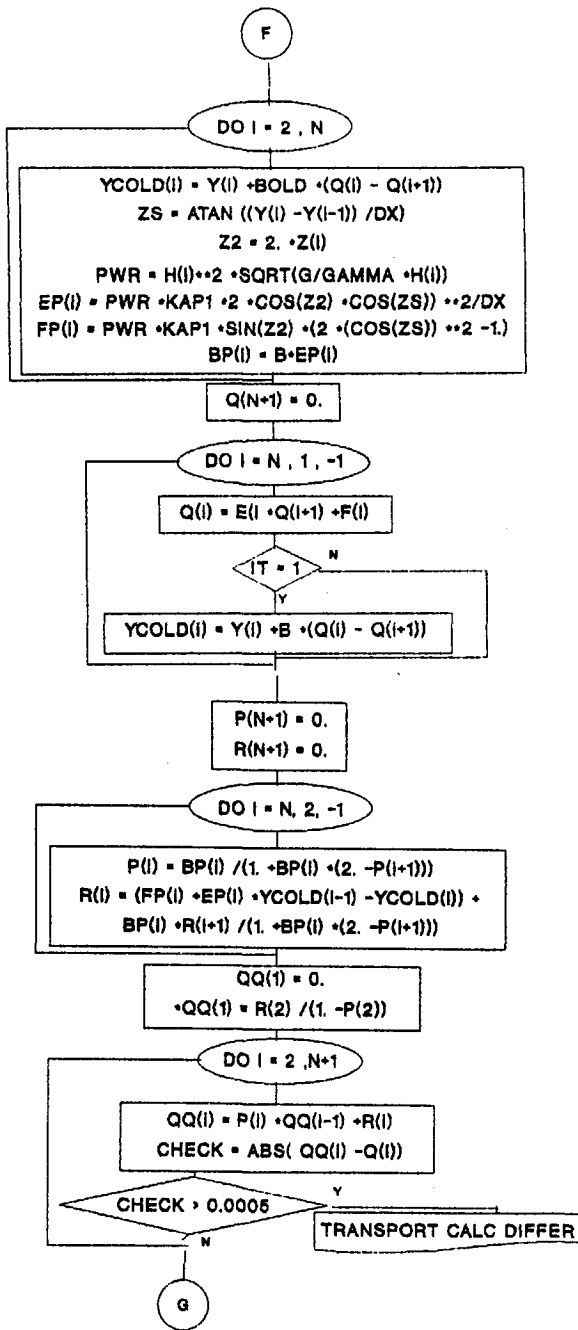 F
DO I = 2 , N
YCOLD(I) = Y(I) +BOLD *(Q(I) - Q(I+1))
ZS = ATAN ((Y(I) -Y(I-1)) /DX)
Z2 = 2. *Z(I)
PWR = H(I)**2 *SQRT(G/GAMMA *H(I))
EP(I) = PWR *KAP1 *2 *COS(Z2) *COS(ZS)) **2/DX
FP(I) = PWR *KAP1 *SIN(Z2) *(2 *(COS(ZS)) **2 -1.)
BP(I) = B*EP(I)
Q(N+1) = 0.
DO I = N , 1 , -1
Q(I) = E(I *Q(I+1) +F(I)
IT = 1
N
Y
YCOLD(I) = Y(I) +B *(Q(I) - Q(I+1))
P(N+1) = 0.
R(N+1) = 0.
DO I = N, 2, -1
P(I) = BP(I) /(1. +BP(I) *(2. -P(I+1)))
R(I) = (FP(I) +EP(I) *YCOLD(I-1) -YCOLD(I)) +
BP(I) *R(I+1) /(1. +BP(I) *(2. -P(I+1)))
QQ(1) = 0.
*QQ(1) = R(2) /(1. -P(2))
DO I = 2 ,N+1
QQ(I) = P(I) *QQ(I-1) +R(I)
CHECK = ABS( QQ(I) -Q(I))
CHECK > 0.0005
Y
TRANSPORT CALC DIFFER
N
G